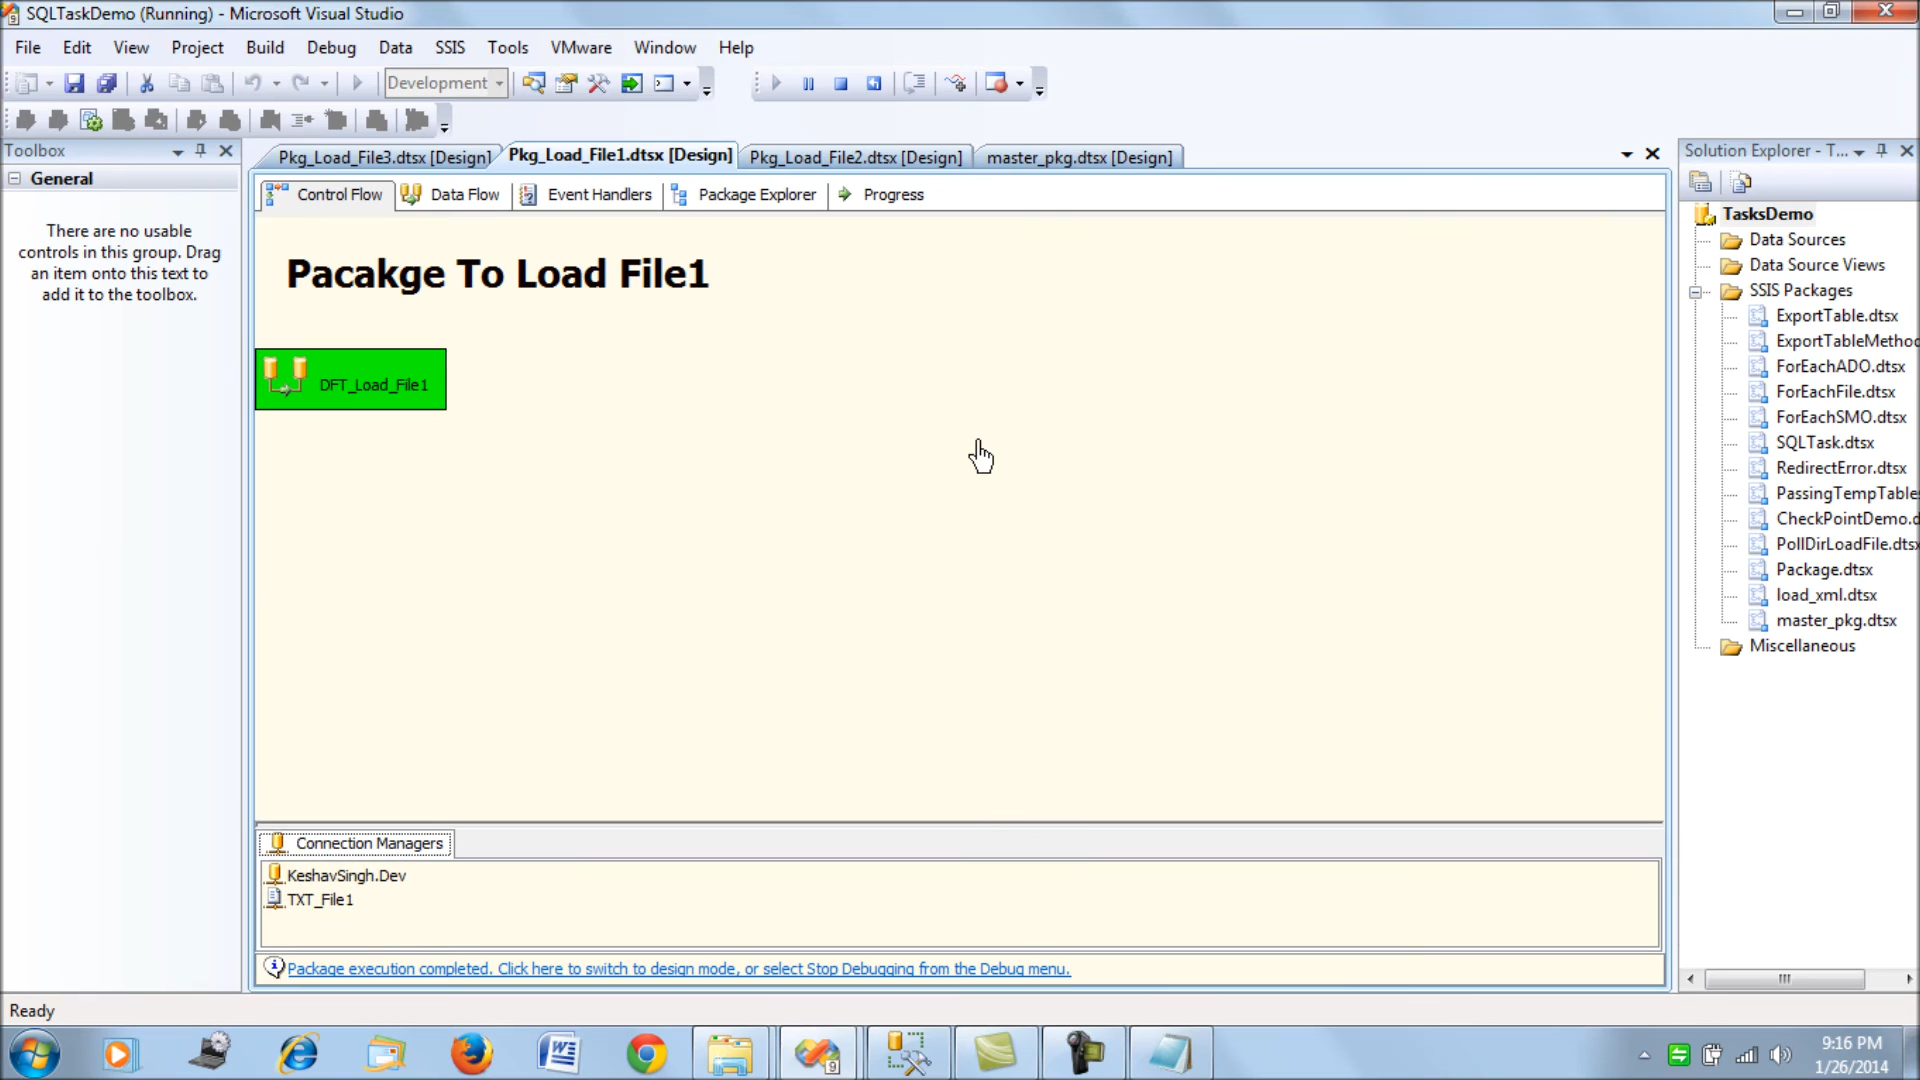 SQLTaskDemo (Running) - Microsoft Visual Studio
File Edit View Project Build Debug Data SSIS Tools VMware Window Help
Development
Toolbox
General
There are no usable
controls in this group. Drag
an item onto this text to
add it to the toolbox.
Pkg_Load_File3.dtsx [Design] Pkg_Load_File1.dtsx [Design] Pkg_Load_File2.dtsx [Design] master_pkg.dtsx [Design]
Control Flow Data Flow Event Handlers Package Explorer Progress
Pacakge To Load File1
DFT_Load_File1
Connection Managers
KeshavSingh.Dev
TXT_File1
Package execution completed. Click here to switch to design mode, or select Stop Debugging from the Debug menu.
Solution Explorer - T...
TasksDemo
Data Sources
Data Source Views
SSIS Packages
ExportTable.dtsx
ExportTableMethoc
ForEachADO.dtsx
ForEachFile.dtsx
ForEachSMO.dtsx
SQLTask.dtsx
RedirectError.dtsx
PassingTempTable
CheckPointDemo.d
PollDirLoadFile.dtsx
Package.dtsx
load_xml.dtsx
master_pkg.dtsx
Miscellaneous
Ready
9:16 PM
1/26/2014